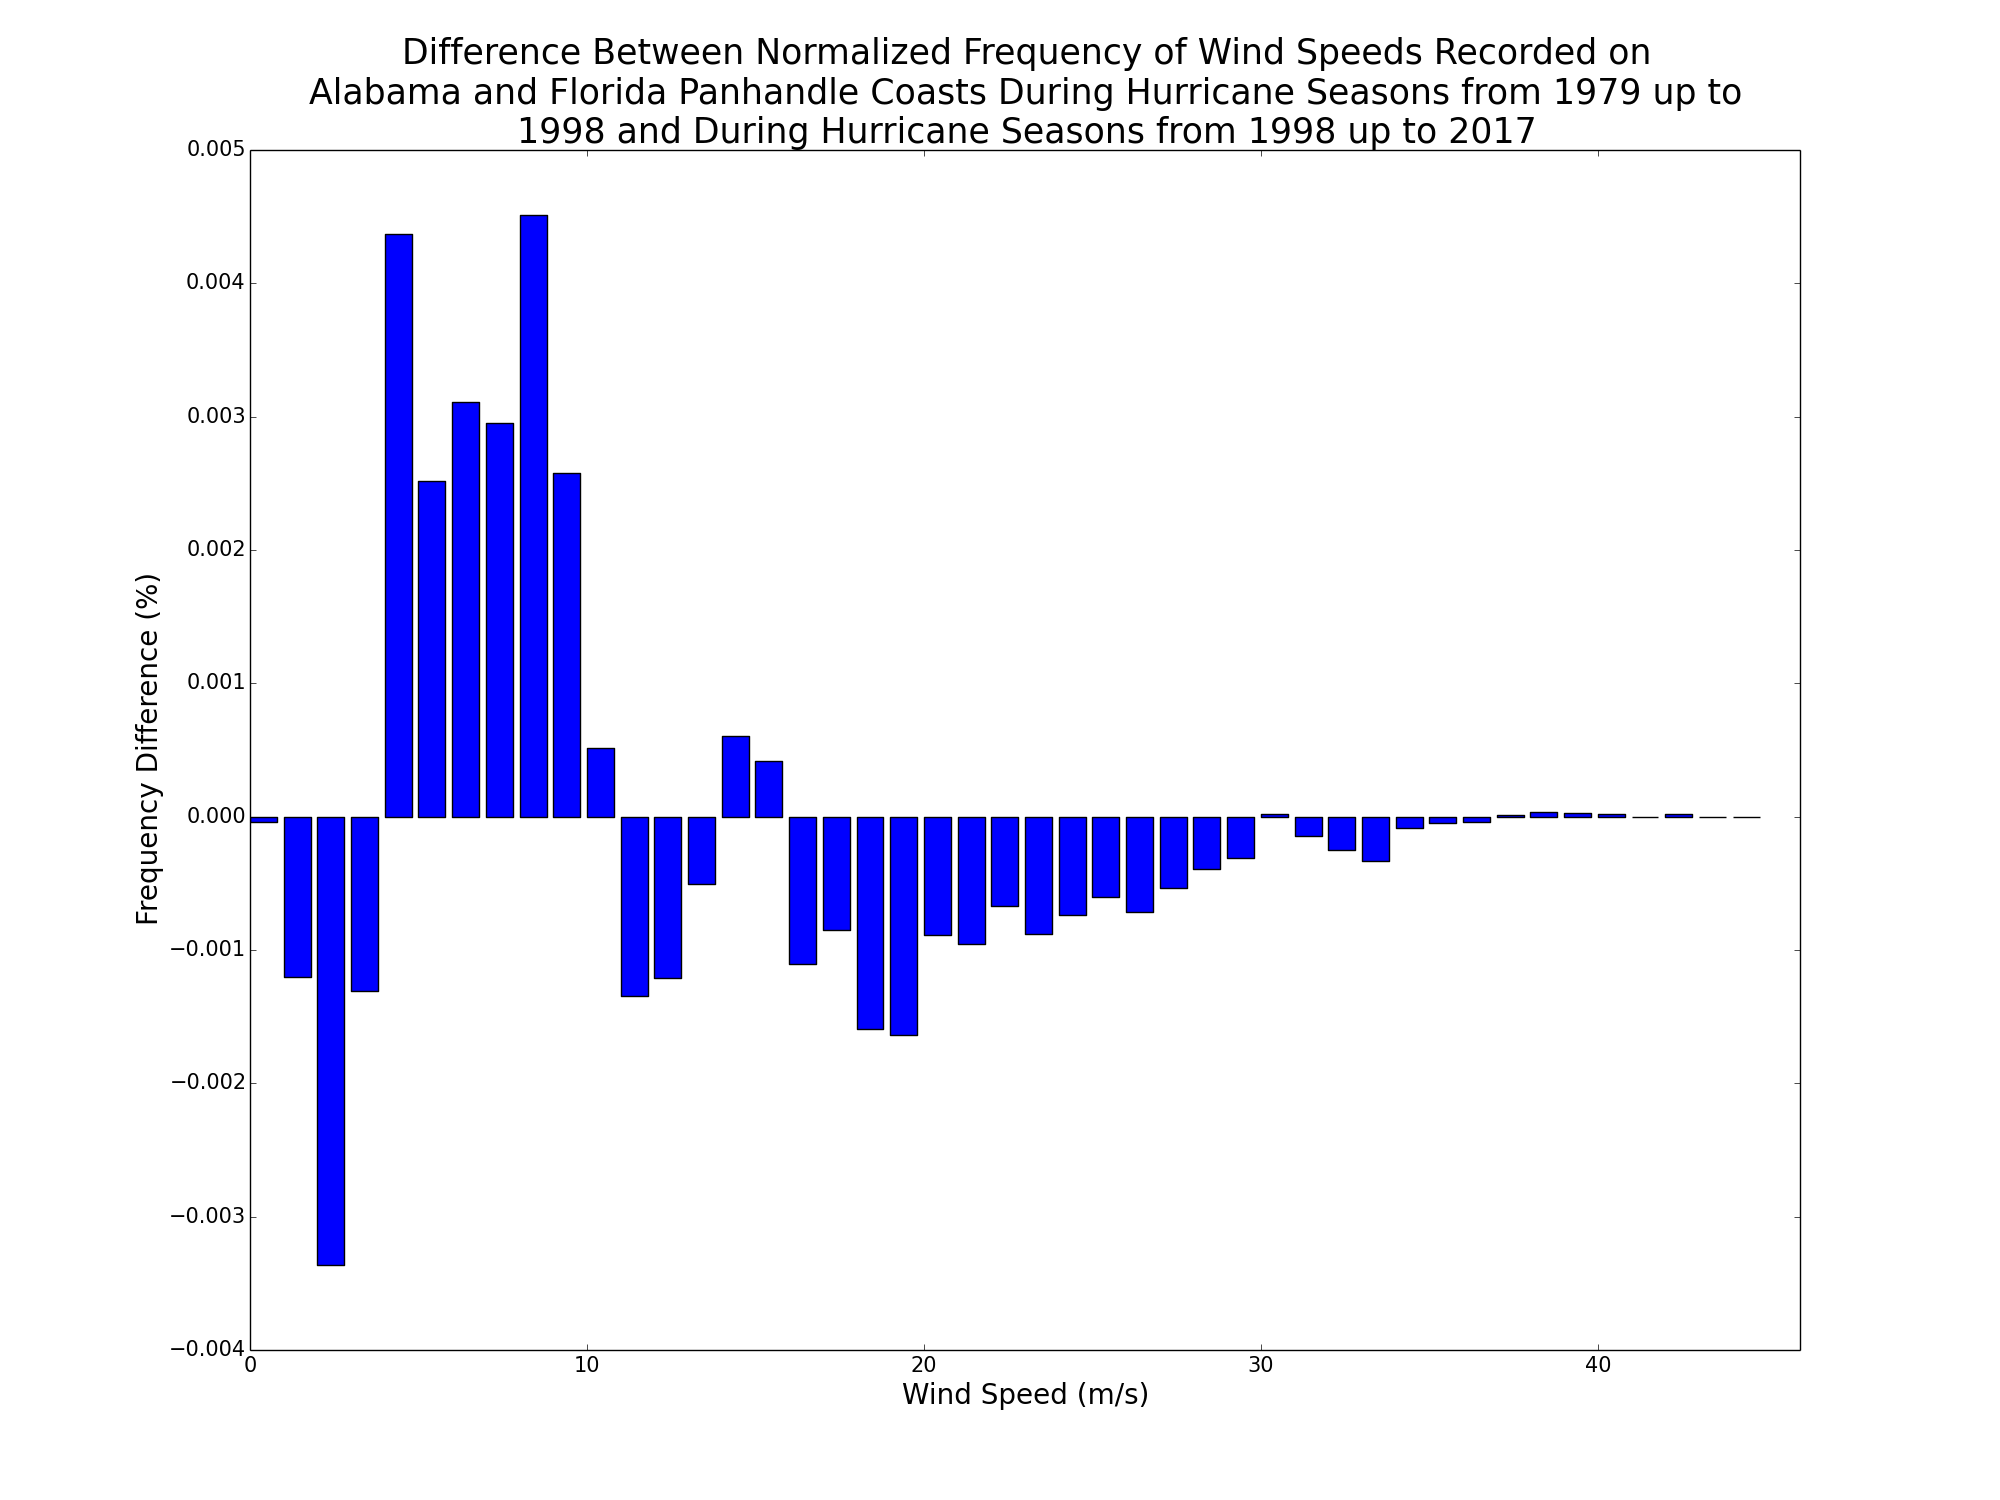 Difference Between Normalized Frequency of Wind Speeds Recorded on
Alabama and Florida Panhandle Coasts During Hurricane Seasons from 1979 up to
1998 and During Hurricane Seasons from 1998 up to 2017
0.005
0.004
0.003
0.002
0.001
0.000
−0.001
−0.002
−0.003
−0.004
Frequency Difference (%)
0 10 20 30 40
Wind Speed (m/s)